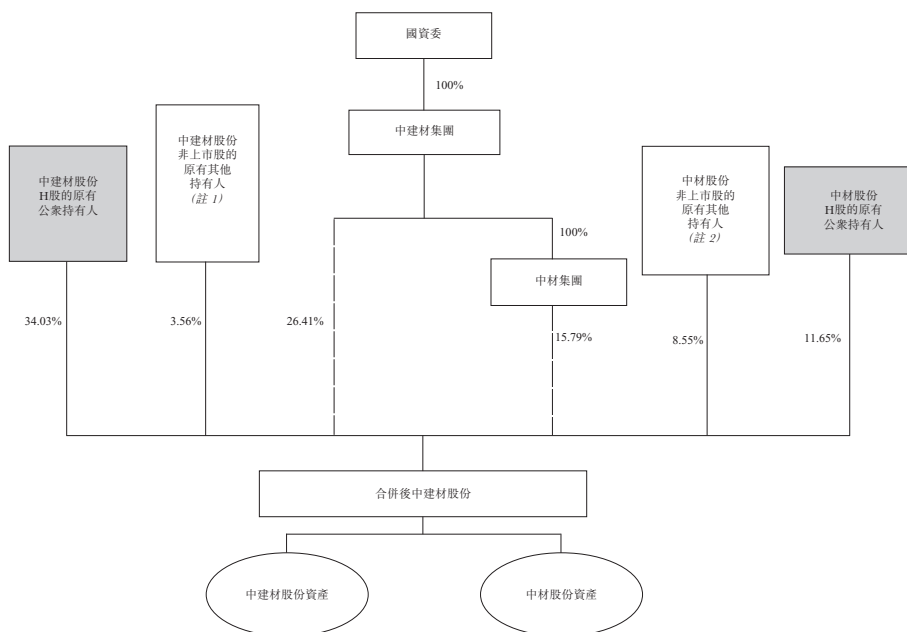 國資委
100%
中建材集團
中建材股份
H股的原有
公衆持有人
中建材股份
非上市股的
原有其他
持有人
(註 1)
100%
中材集團
中材股份
非上市股的
原有其他
持有人
(註 2)
中材股份
H股的原有
公衆持有人
34.03%
3.56%
26.41%
15.79%
8.55%
11.65%
合併後中建材股份
中建材股份資產
中材股份資產